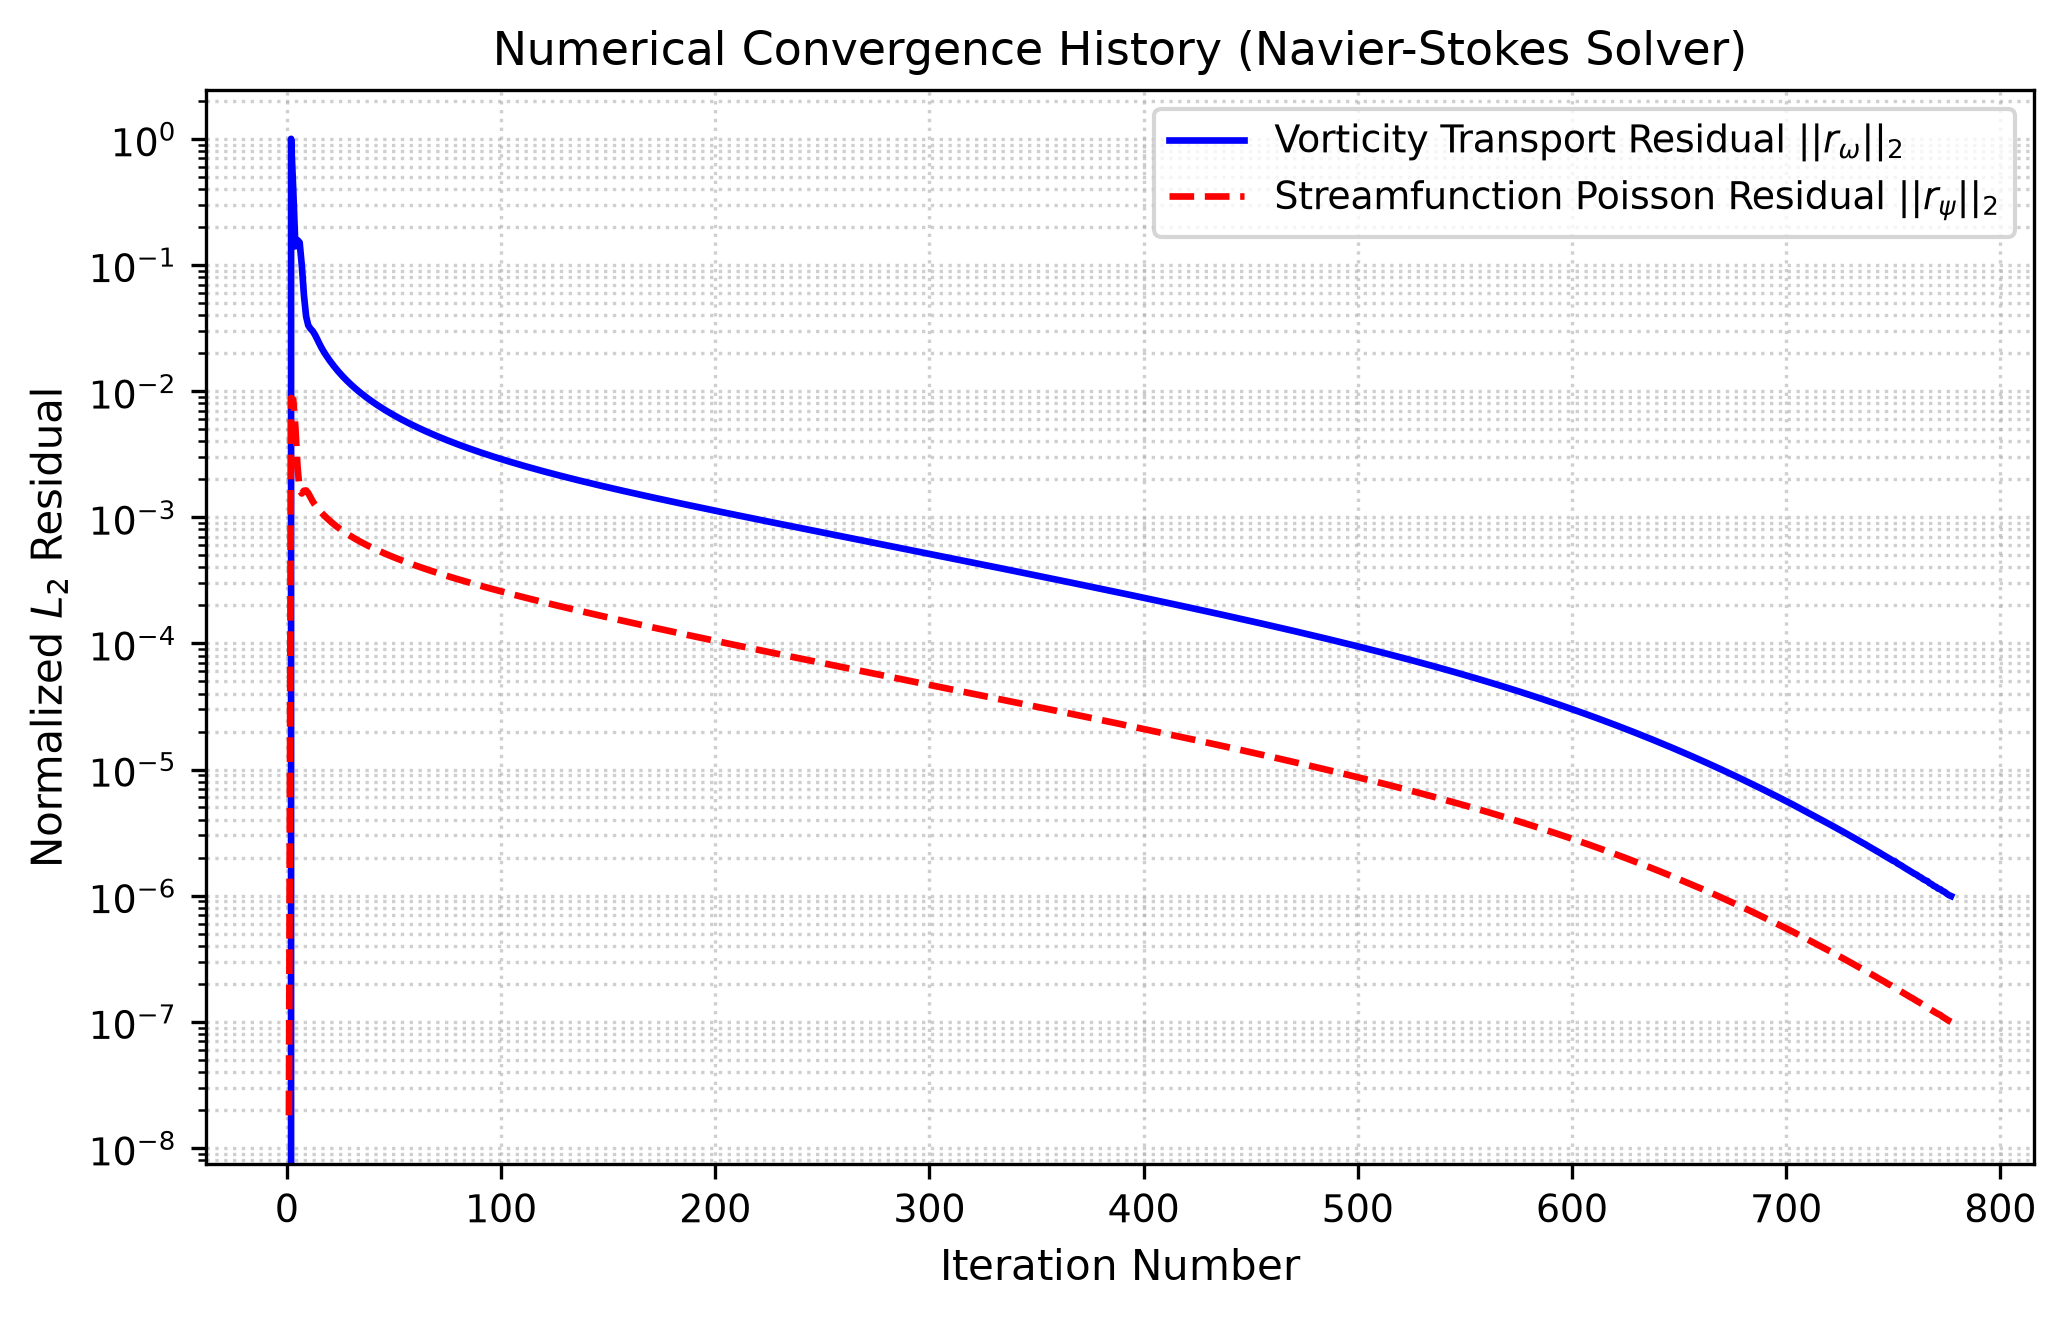 Numerical Convergence History (Navier-Stokes Solver)
Vorticity Transport Residual ||r_ω||₂
Streamfunction Poisson Residual ||r_ψ||₂
Normalized L₂ Residual
10⁰
10⁻¹
10⁻²
10⁻³
10⁻⁴
10⁻⁵
10⁻⁶
10⁻⁷
10⁻⁸
0 100 200 300 400 500 600 700 800
Iteration Number